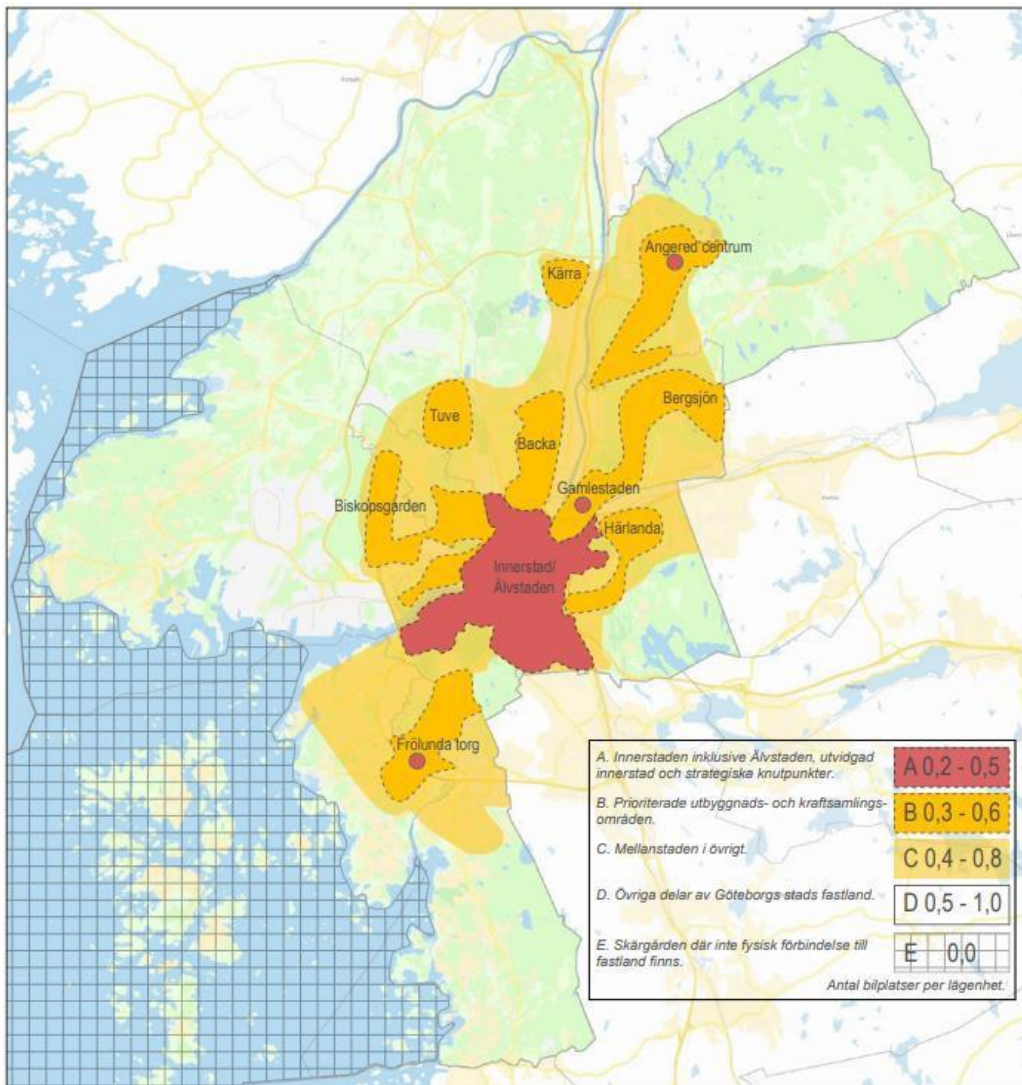 Angered centrum
Kärra
Bergsjön
Tuve
Backa
Gamlestaden
Biskopsgården
Härlanda
Innerstad/
Älvstaden
Frölunda torg
A. Innerstaden inklusive Älvstaden, utvidgad
innerstad och strategiska knutpunkter.
A 0,2 - 0,5
B. Prioriterade utbyggnads- och kraftsamlings-
områden.
B 0,3 - 0,6
C. Mellanstaden i övrigt.
C 0,4 - 0,8
D. Övriga delar av Göteborgs stads fastland.
D 0,5 - 1,0
E. Skärgården där inte fysisk förbindelse till
fastland finns.
E 0,0
Antal bilplatser per lägenhet.